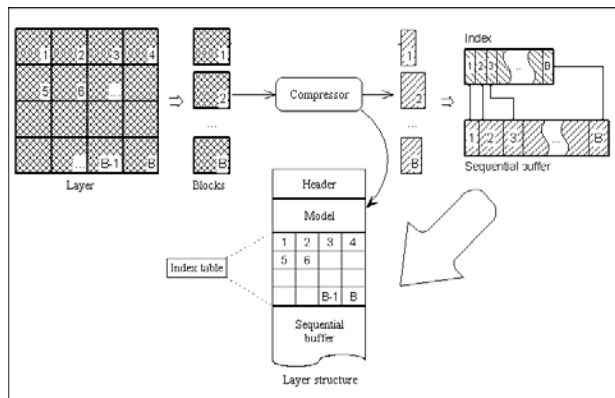 1 2 3 4
5 6 ...
... B-1 B
Layer
1
2
...
B
Blocks
Compressor
1
2
...
B
Index
1 2 3 ... B
1 2 3 ... B
Sequential buffer
Header
Model
1 2 3 4
5 6
B-1 B
Index table
Sequential
buffer
Layer structure